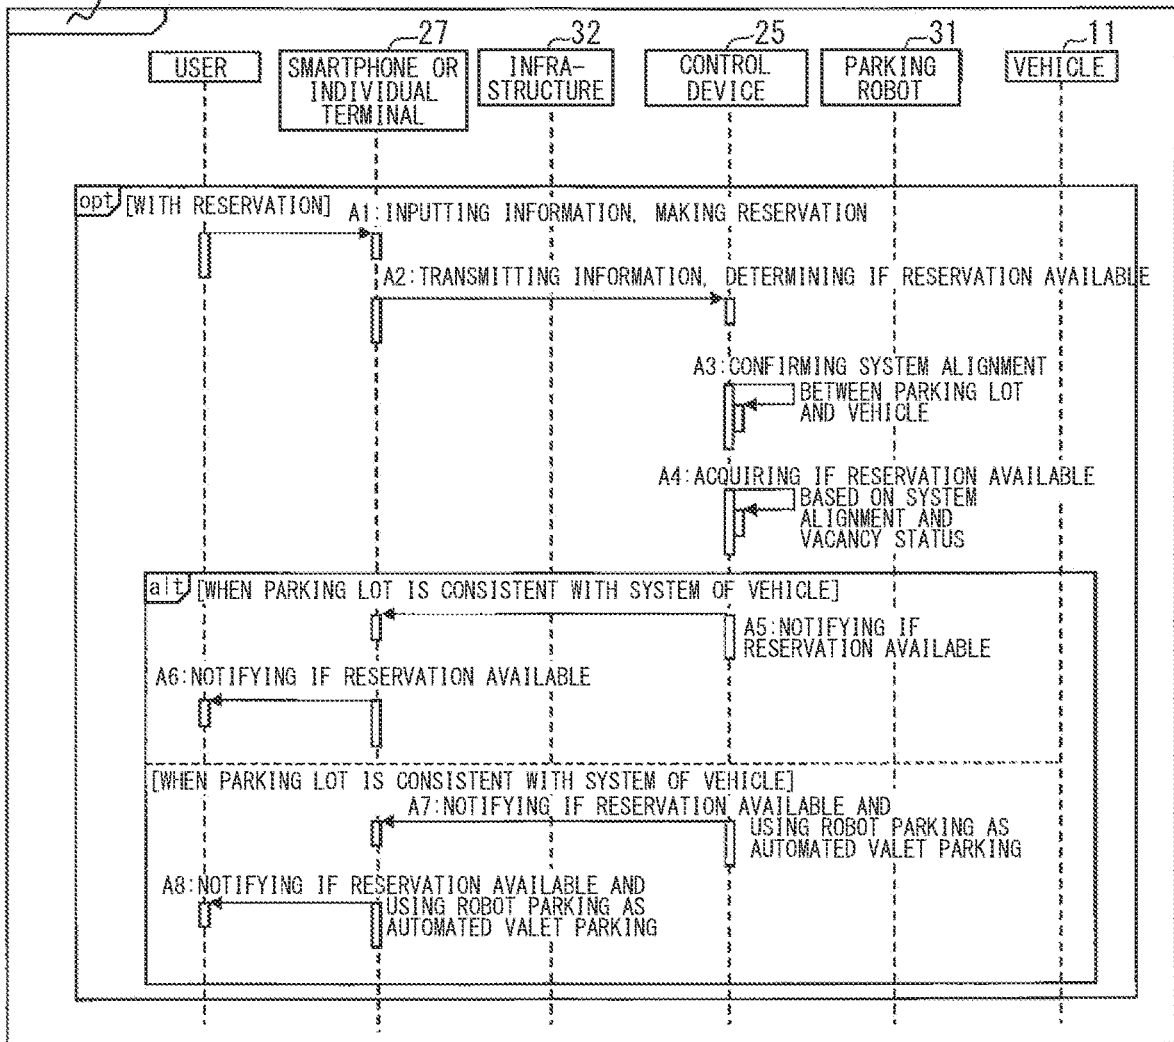 27
32
25
31
11
USER
SMARTPHONE OR
INDIVIDUAL
TERMINAL
INFRA-
STRUCTURE
CONTROL
DEVICE
PARKING
ROBOT
VEHICLE
opt
[WITH RESERVATION]
A1:INPUTTING INFORMATION, MAKING RESERVATION
A2:TRANSMITTING INFORMATION, DETERMINING IF RESERVATION AVAILABLE
A3:CONFIRMING SYSTEM ALIGNMENT
BETWEEN PARKING LOT
AND VEHICLE
A4:ACQUIRING IF RESERVATION AVAILABLE
BASED ON SYSTEM
ALIGNMENT AND
VACANCY STATUS
alt
[WHEN PARKING LOT IS CONSISTENT WITH SYSTEM OF VEHICLE]
A5:NOTIFYING IF
RESERVATION AVAILABLE
A6:NOTIFYING IF RESERVATION AVAILABLE
[WHEN PARKING LOT IS CONSISTENT WITH SYSTEM OF VEHICLE]
A7:NOTIFYING IF RESERVATION AVAILABLE AND
USING ROBOT PARKING AS
AUTOMATED VALET PARKING
A8:NOTIFYING IF RESERVATION AVAILABLE AND
USING ROBOT PARKING AS
AUTOMATED VALET PARKING